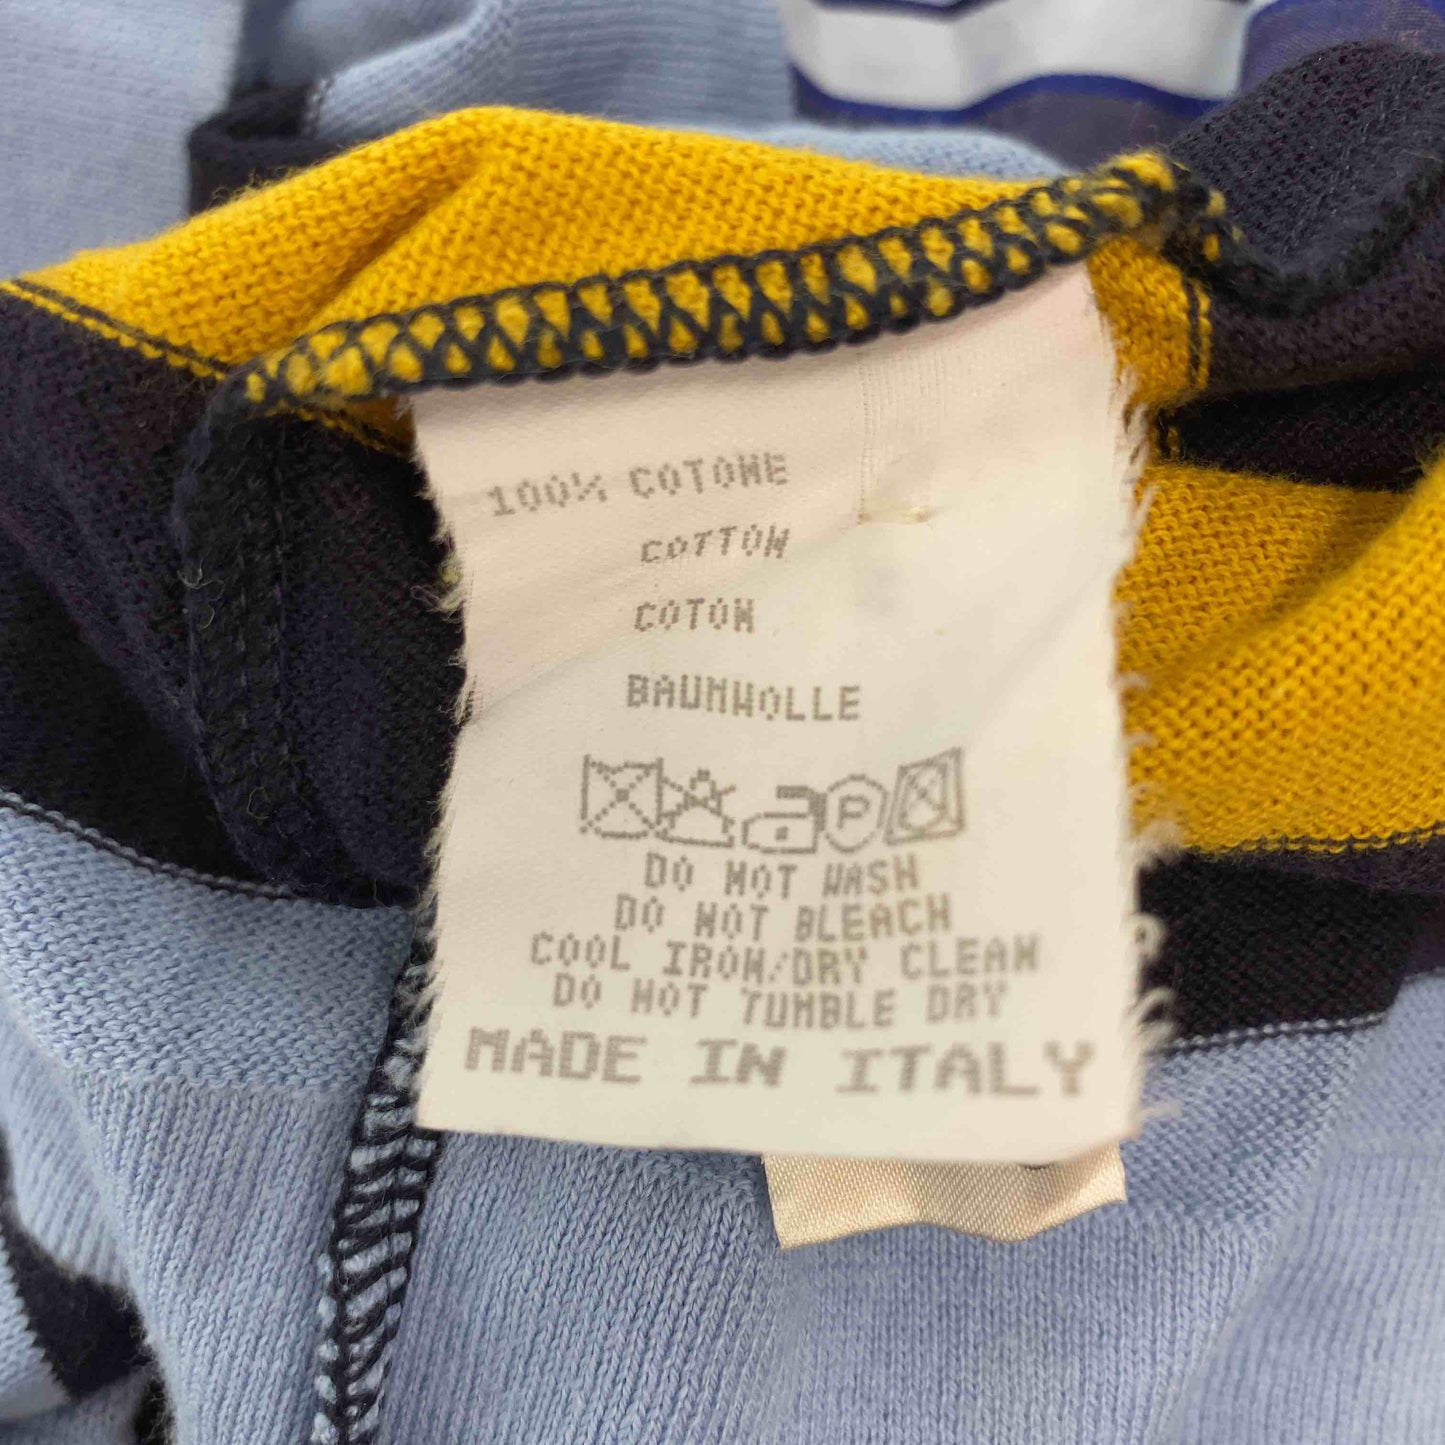 100% COTONE
COTTON
COTON
BAUMWOLLE
P
DO NOT WASH
DO NOT BLEACH
COOL IRON/DRY CLEAN
DO NOT TUMBLE DRY
MADE IN ITALY